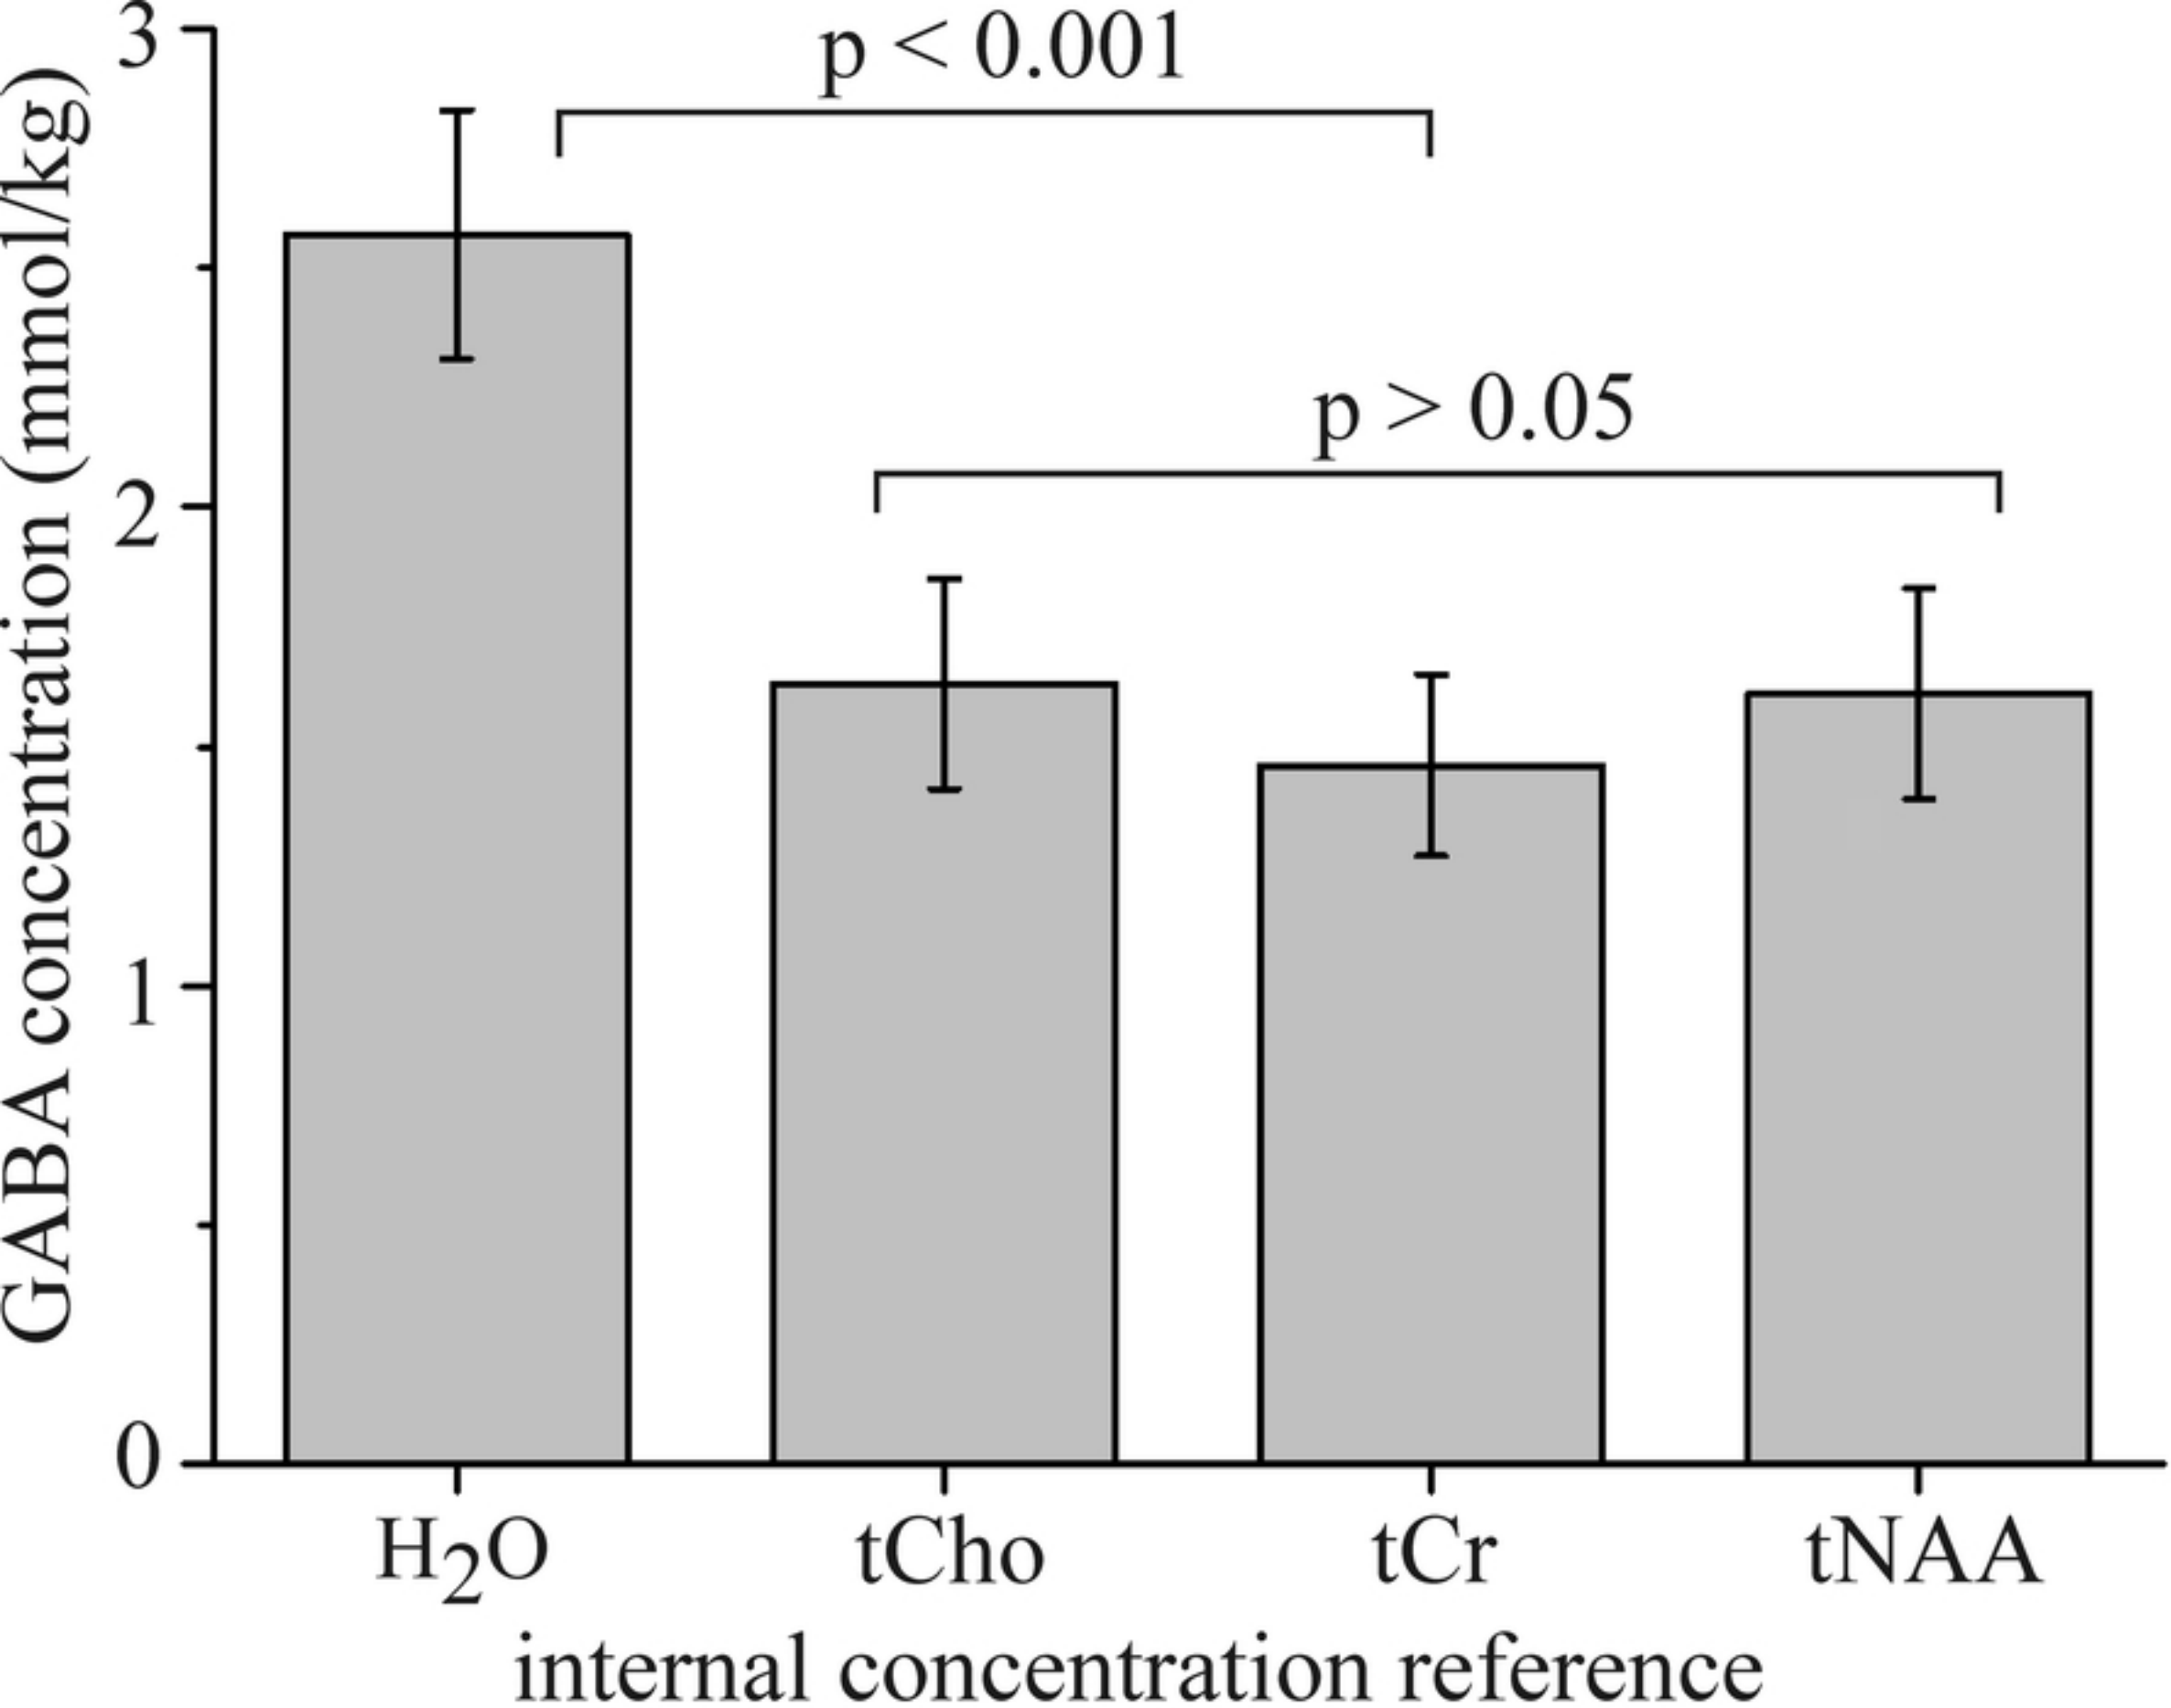 GABA concentration (mmol/kg)
3
2
1
0
p < 0.001
p > 0.05
H₂O
tCho
tCr
tNAA
internal concentration reference